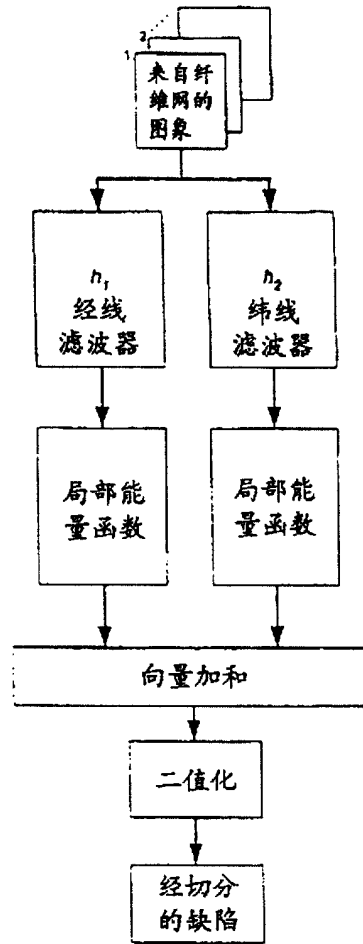 2
1
来自纤
维网的
图象
h₁
经线
滤波器
h₂
纬线
滤波器
局部能
量函数
局部能
量函数
向量加和
二值化
经切分
的缺陷